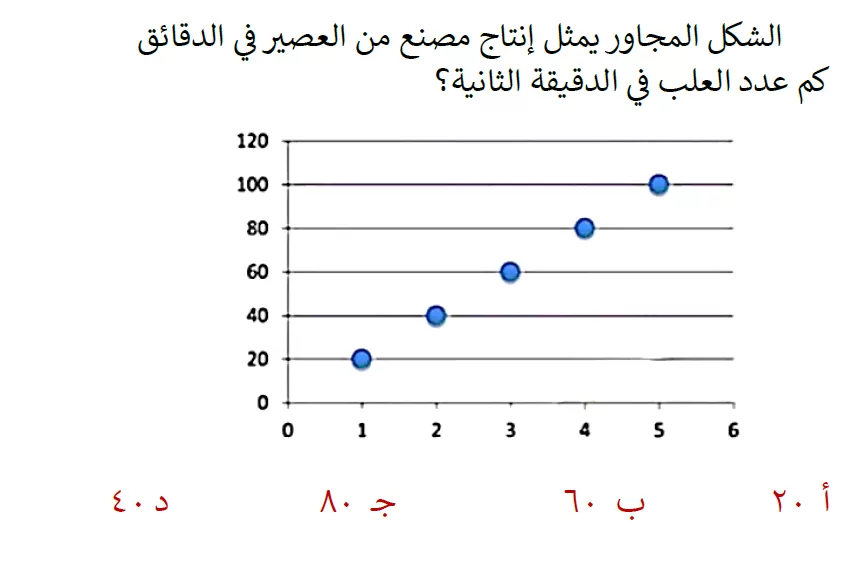 الشكل المجاور يمثل إنتاج مصنع من العصير في الدقائق
كم عدد العلب في الدقيقة الثانية؟
120
100
80
60
40
20
0
0 1 2 3 4 5 6
أ ٢٠ ب ٦٠ جـ ٨٠ د ٤٠